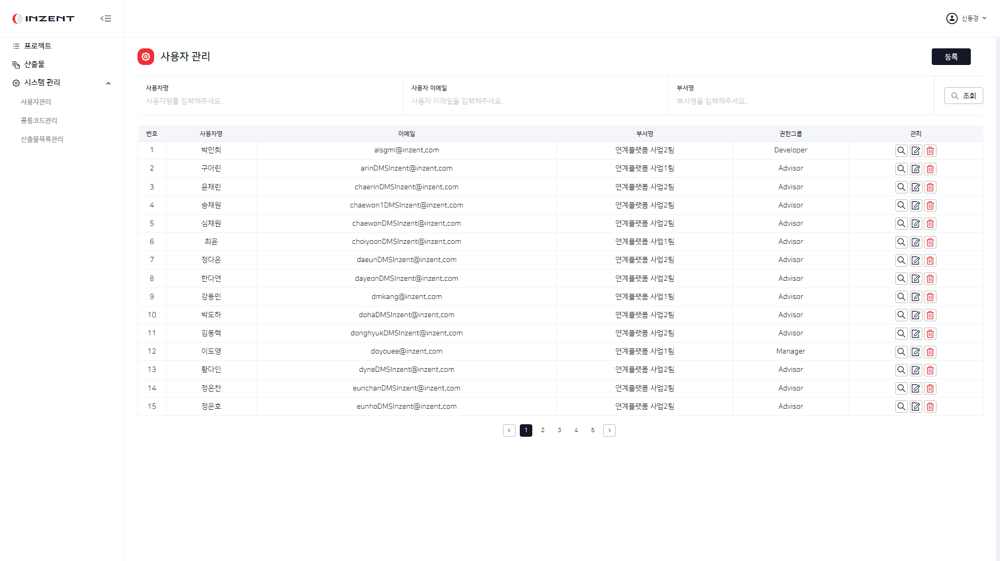 INZENT
신동경
프로젝트
산출물
시스템 관리
사용자관리
공통코드관리
산출물목록관리
사용자 관리
등록
사용자명 사용자 이메일 부서명
사용자명를 입력해주세요. 사용자 이메일을 입력해주세요. 부서명을 입력해주세요.
조회
번호 사용자명 이메일 부서명 권한그룹 관리
1 박민희 alsgml@inzent.com 연계플랫폼 사업2팀 Developer
2 구아린 arinDMSInzent@inzent.com 연계플랫폼 사업1팀 Advisor
3 윤채린 chaerinDMSInzent@inzent.com 연계플랫폼 사업2팀 Advisor
4 송채원 chaewon1DMSInzent@inzent.com 연계플랫폼 사업2팀 Advisor
5 심채원 chaewonDMSInzent@inzent.com 연계플랫폼 사업2팀 Advisor
6 최윤 choiyoonDMSInzent@inzent.com 연계플랫폼 사업1팀 Advisor
7 정다은 daeunDMSInzent@inzent.com 연계플랫폼 사업2팀 Advisor
8 한다연 dayeonDMSInzent@inzent.com 연계플랫폼 사업2팀 Advisor
9 강동민 dmkang@inzent.com 연계플랫폼 사업1팀 Advisor
10 박도하 dohaDMSInzent@inzent.com 연계플랫폼 사업2팀 Advisor
11 김동혁 donghyukDMSInzent@inzent.com 연계플랫폼 사업2팀 Advisor
12 이도영 doyouee@inzent.com 연계플랫폼 사업1팀 Manager
13 황다인 dyneDMSInzent@inzent.com 연계플랫폼 사업2팀 Advisor
14 정은찬 eunchanDMSInzent@inzent.com 연계플랫폼 사업2팀 Advisor
15 정은호 eunhoDMSInzent@inzent.com 연계플랫폼 사업2팀 Advisor
1 2 3 4 5